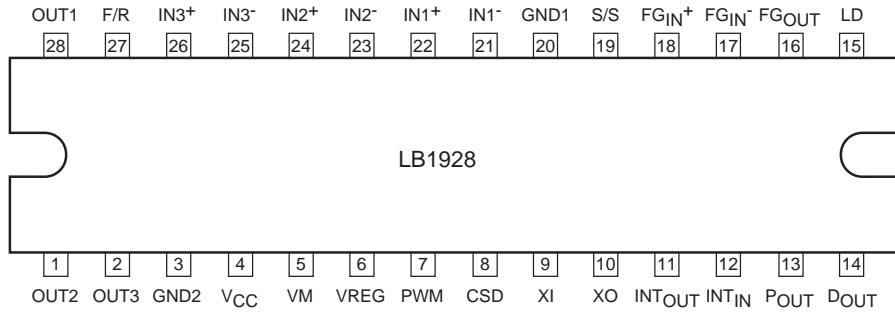 OUT1 F/R IN3+ IN3- IN2+ IN2- IN1+ IN1- GND1 S/S FGIN+ FGIN- FGOUT LD
28 27 26 25 24 23 22 21 20 19 18 17 16 15
LB1928
1 2 3 4 5 6 7 8 9 10 11 12 13 14
OUT2 OUT3 GND2 VCC VM VREG PWM CSD XI XO INTOUT INTIN POUT DOUT